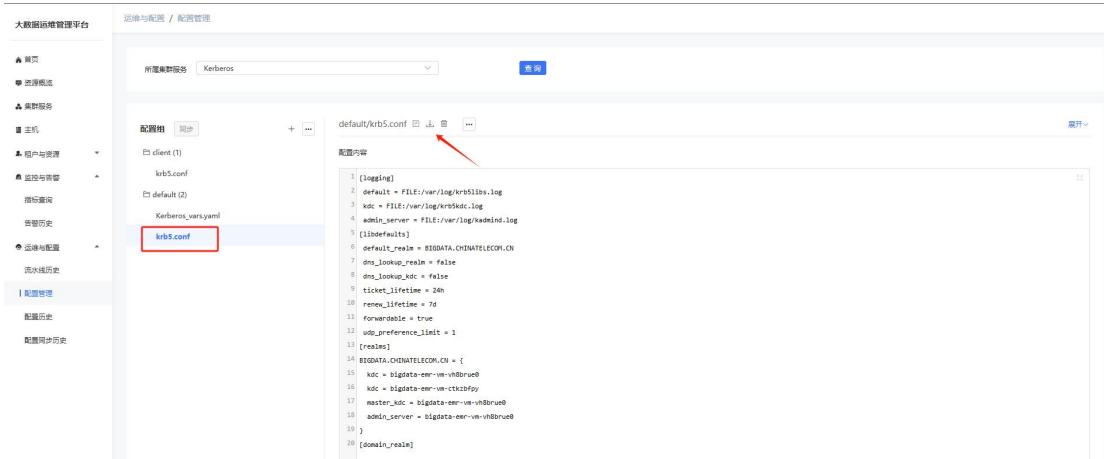 大数据运维管理平台
运维与配置 / 配置管理
首页
资源概览
集群服务
主机
租户与资源
监控与告警
指标查询
告警历史
运维与配置
流水线历史
配置管理
配置历史
配置同步历史
所属集群服务 Kerberos
查询
配置组 同步 + ...
client (1)
krb5.conf
default (2)
Kerberos_vars.yaml
krb5.conf
default/krb5.conf ...
展开
配置内容
1 [logging]
2 default = FILE:/var/log/krb5libs.log
3 kdc = FILE:/var/log/krb5kdc.log
4 admin_server = FILE:/var/log/kadmind.log
5 [libdefaults]
6 default_realm = BIGDATA.CHINATELECOM.CN
7 dns_lookup_realm = false
8 dns_lookup_kdc = false
9 ticket_lifetime = 24h
10 renew_lifetime = 7d
11 forwardable = true
12 udp_preference_limit = 1
13 [realms]
14 BIGDATA.CHINATELECOM.CN = {
15 kdc = bigdata-emr-vm-vh8brue0
16 kdc = bigdata-emr-vm-ctkzbfpy
17 master_kdc = bigdata-emr-vm-vh8brue0
18 admin_server = bigdata-emr-vm-vh8brue0
19 }
20 [domain_realm]